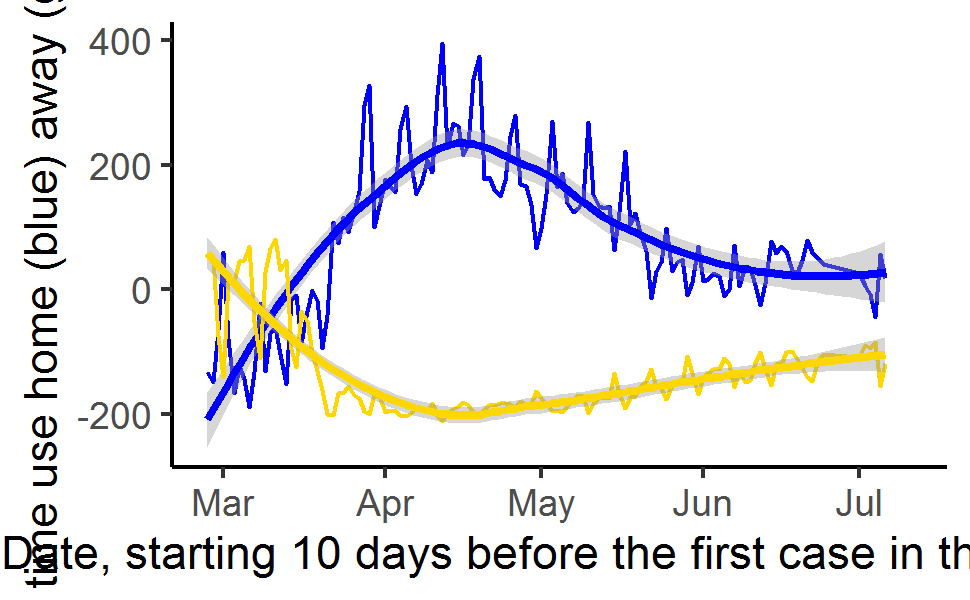 time use home (blue) away (
400
200
0
-200
Mar Apr May Jun Jul
Date, starting 10 days before the first case in th